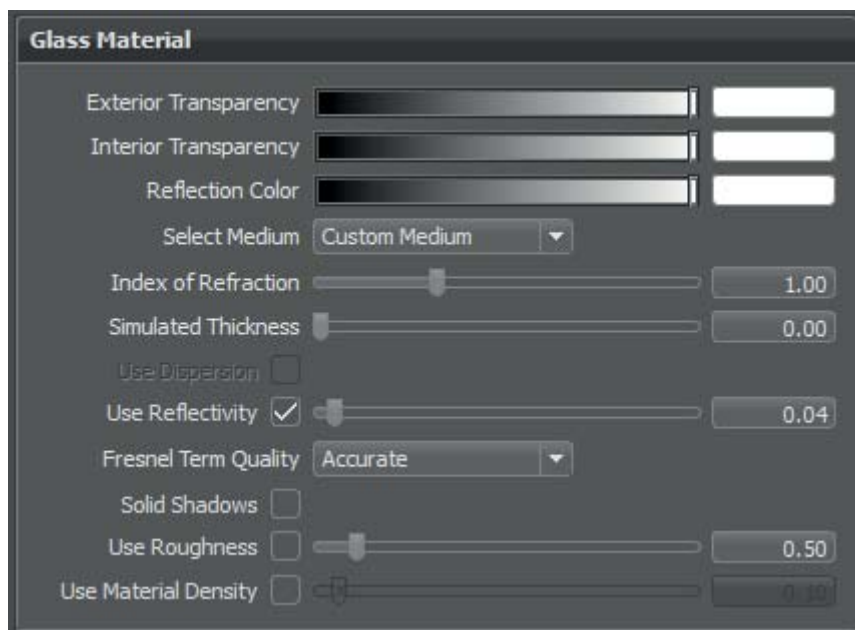 Glass Material
Exterior Transparency
Interior Transparency
Reflection Color
Select Medium Custom Medium
Index of Refraction 1.00
Simulated Thickness 0.00
Use Dispersion
Use Reflectivity 0.04
Fresnel Term Quality Accurate
Solid Shadows
Use Roughness 0.50
Use Material Density 0.10